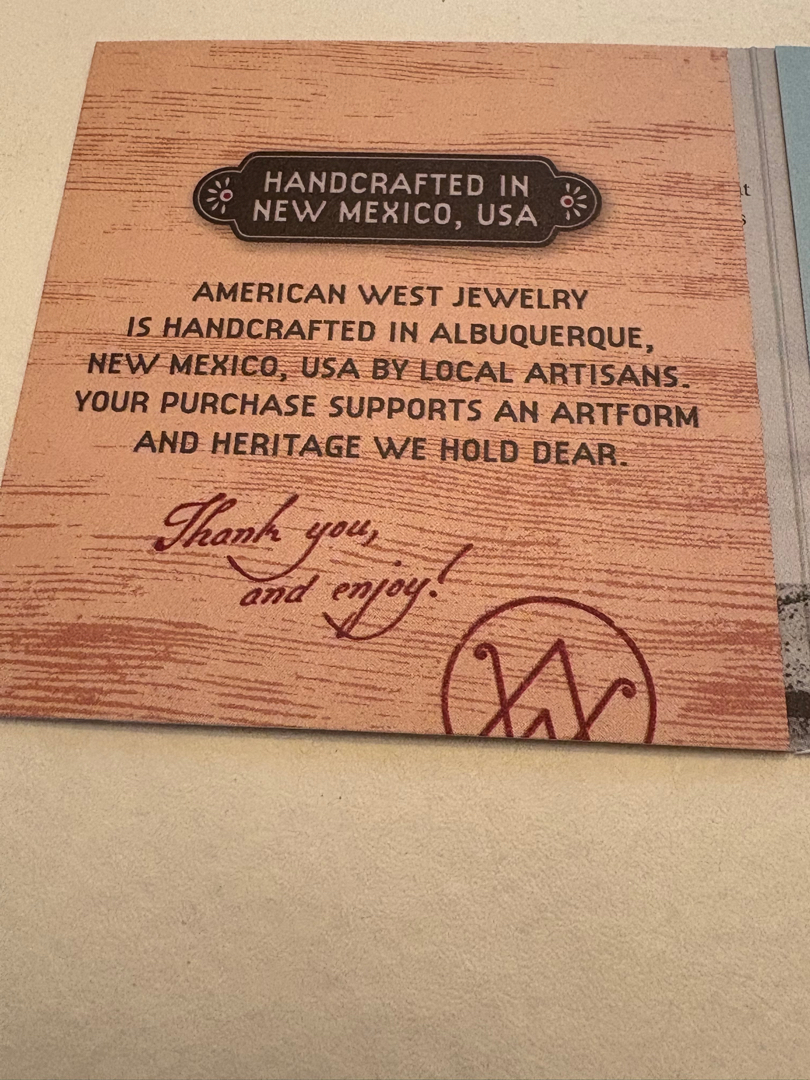 HANDCRAFTED IN
NEW MEXICO, USA
AMERICAN WEST JEWELRY
IS HANDCRAFTED IN ALBUQUERQUE,
NEW MEXICO, USA BY LOCAL ARTISANS.
YOUR PURCHASE SUPPORTS AN ARTFORM
AND HERITAGE WE HOLD DEAR.
Thank you,
and enjoy!